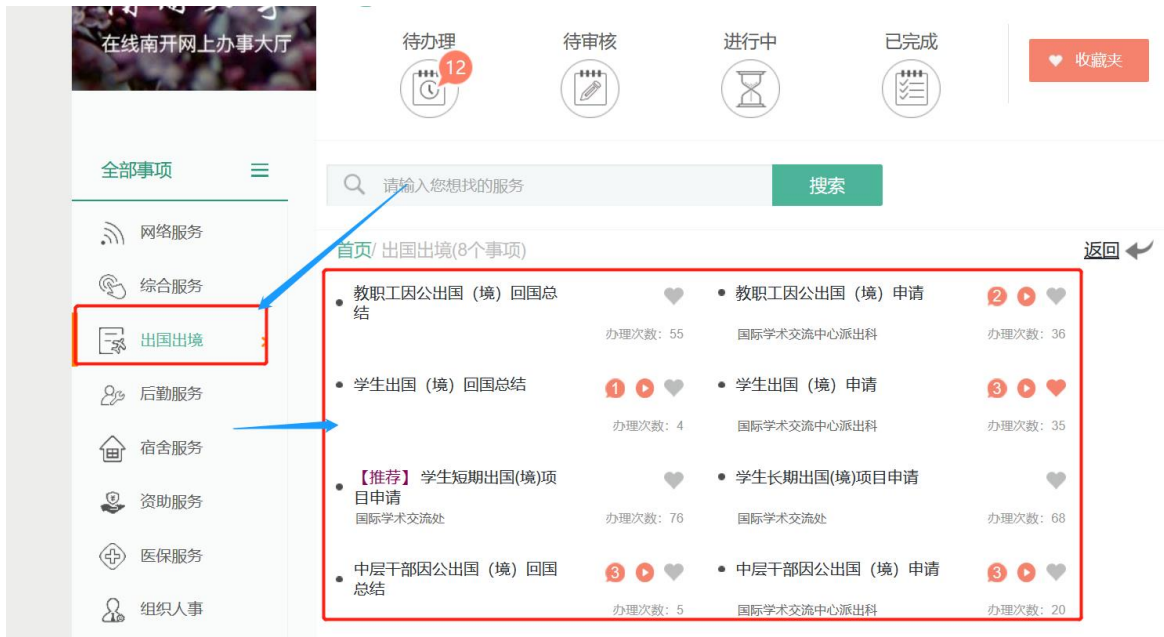 在线南开网上办事大厅
待办理
12
待审核
进行中
已完成
收藏夹
全部事项
请输入您想找的服务
搜索
网络服务
综合服务
出国出境
后勤服务
宿舍服务
资助服务
医保服务
组织人事
首页/ 出国出境(8个事项)
返回
教职工因公出国（境）回国总
结
办理次数：55
教职工因公出国（境）申请
2
国际学术交流中心派出科
办理次数：36
学生出国（境）回国总结
1
办理次数：4
学生出国（境）申请
3
国际学术交流中心派出科
办理次数：35
【推荐】 学生短期出国(境)项
目申请
国际学术交流处
办理次数：76
学生长期出国(境)项目申请
国际学术交流处
办理次数：68
中层干部因公出国（境）回国
总结
3
办理次数：5
中层干部因公出国（境）申请
3
国际学术交流中心派出科
办理次数：20